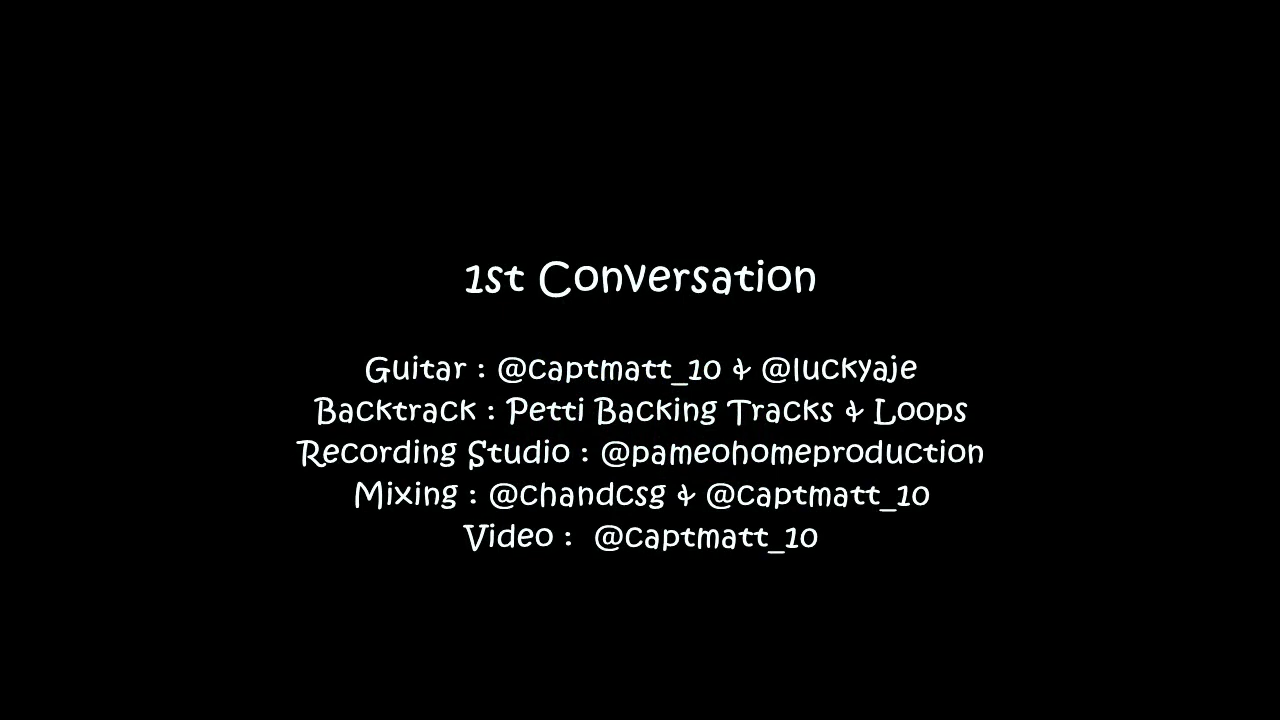 1st Conversation
Guitar : @captmatt_10 & @luckyaje
Backtrack : Petti Backing Tracks & Loops
Recording Studio : @pameohomeproduction
Mixing : @chandcsg & @captmatt_10
Video :  @captmatt_10